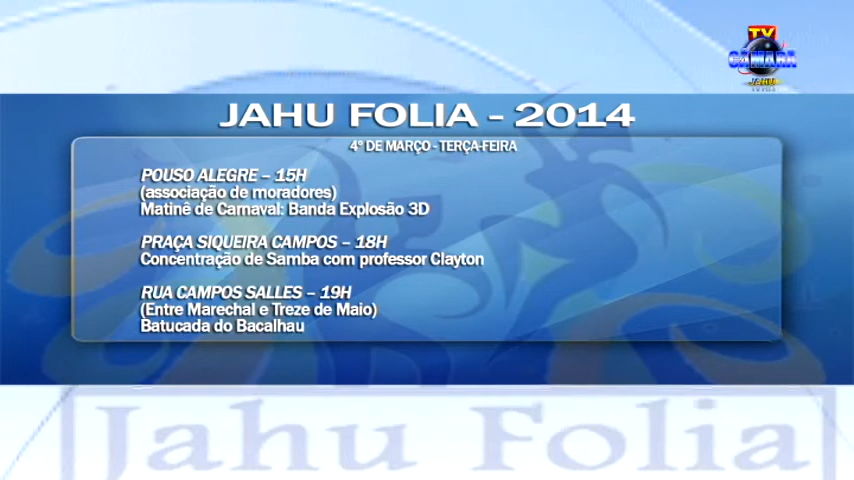 TV
CÂMARA
JAHU
JAHU FOLIA - 2014
4º DE MARÇO - TERÇA-FEIRA
POUSO ALEGRE – 15H
(associação de moradores)
Matinê de Carnaval: Banda Explosão 3D
PRAÇA SIQUEIRA CAMPOS – 18H
Concentração de Samba com professor Clayton
RUA CAMPOS SALLES – 19H
(Entre Marechal e Treze de Maio)
Batucada do Bacalhau
Jahu Folia